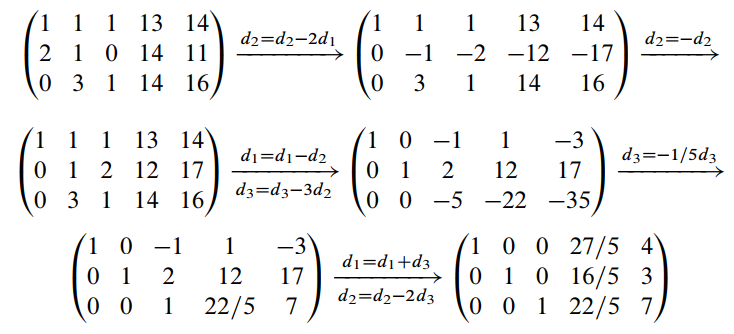 (1 1 1 13 14; 2 1 0 14 11; 0 3 1 14 16) d₂=d₂−2d₁ → (1 1 1 13 14; 0 −1 −2 −12 −17; 0 3 1 14 16) d₂=−d₂ →
(1 1 1 13 14; 0 1 2 12 17; 0 3 1 14 16) d₁=d₁−d₂ d₃=d₃−3d₂ → (1 0 −1 1 −3; 0 1 2 12 17; 0 0 −5 −22 −35) d₃=−1/5d₃ →
(1 0 −1 1 −3; 0 1 2 12 17; 0 0 1 22/5 7) d₁=d₁+d₃ d₂=d₂−2d₃ → (1 0 0 27/5 4; 0 1 0 16/5 3; 0 0 1 22/5 7)